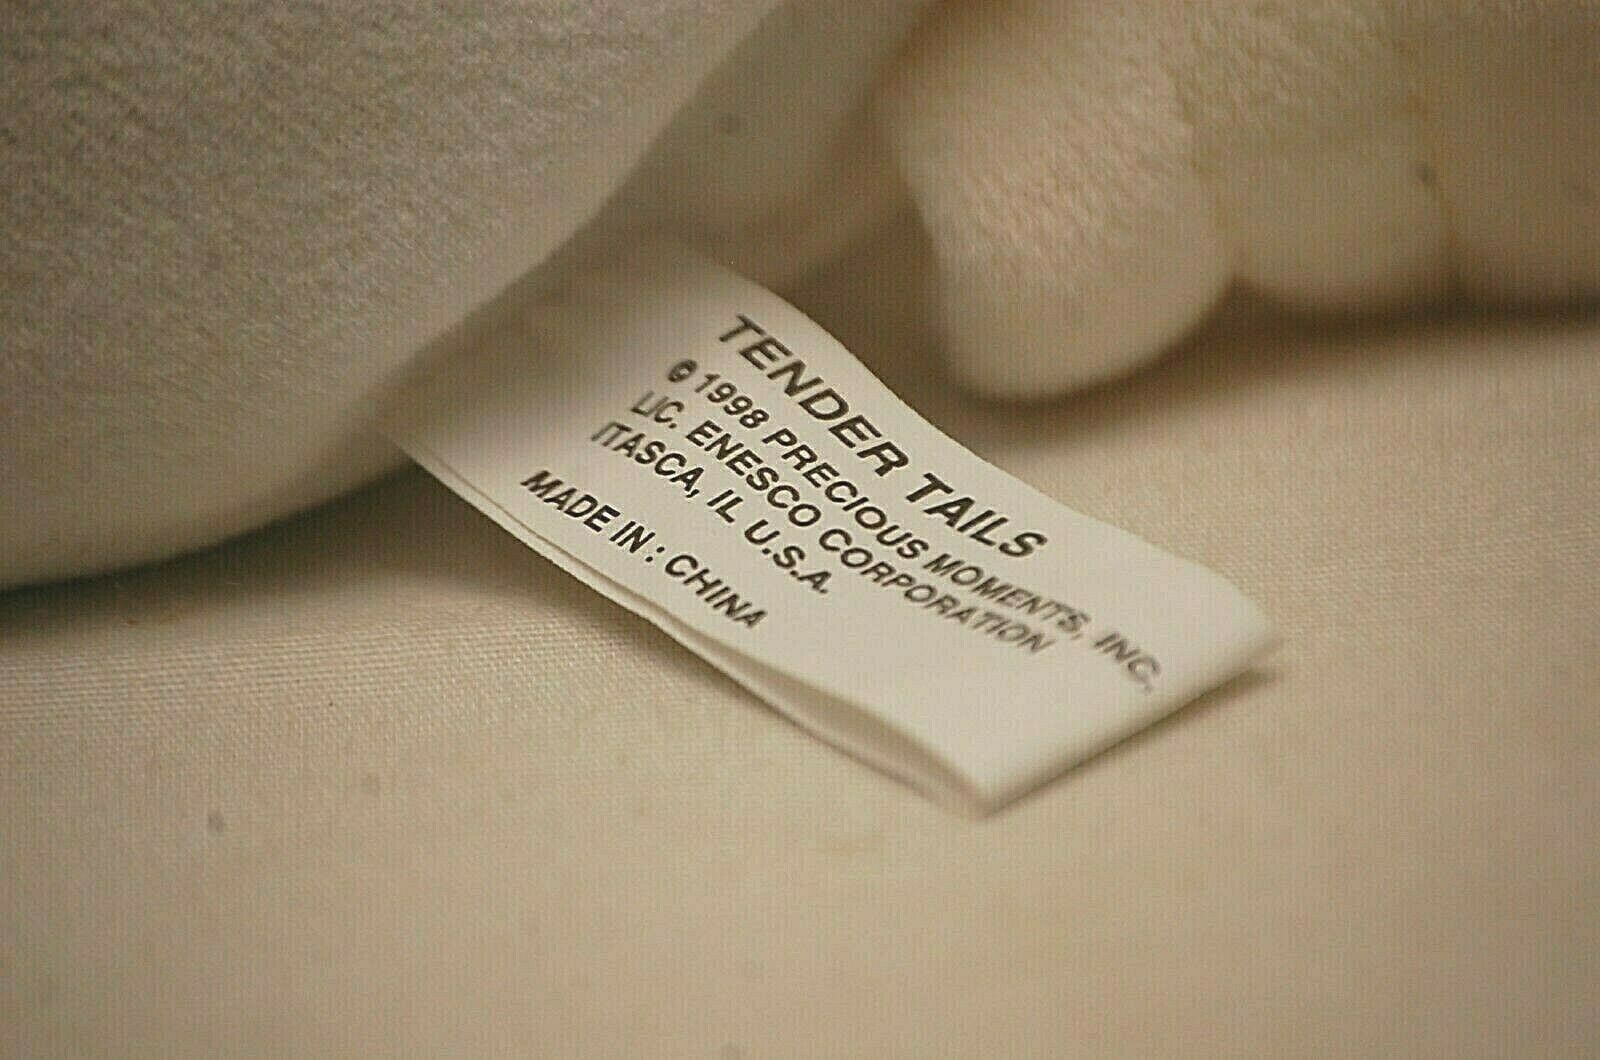 TENDER TAILS
© 1998 PRECIOUS MOMENTS, INC.
LIC. ENESCO CORPORATION
ITASCA, IL U.S.A.
MADE IN : CHINA